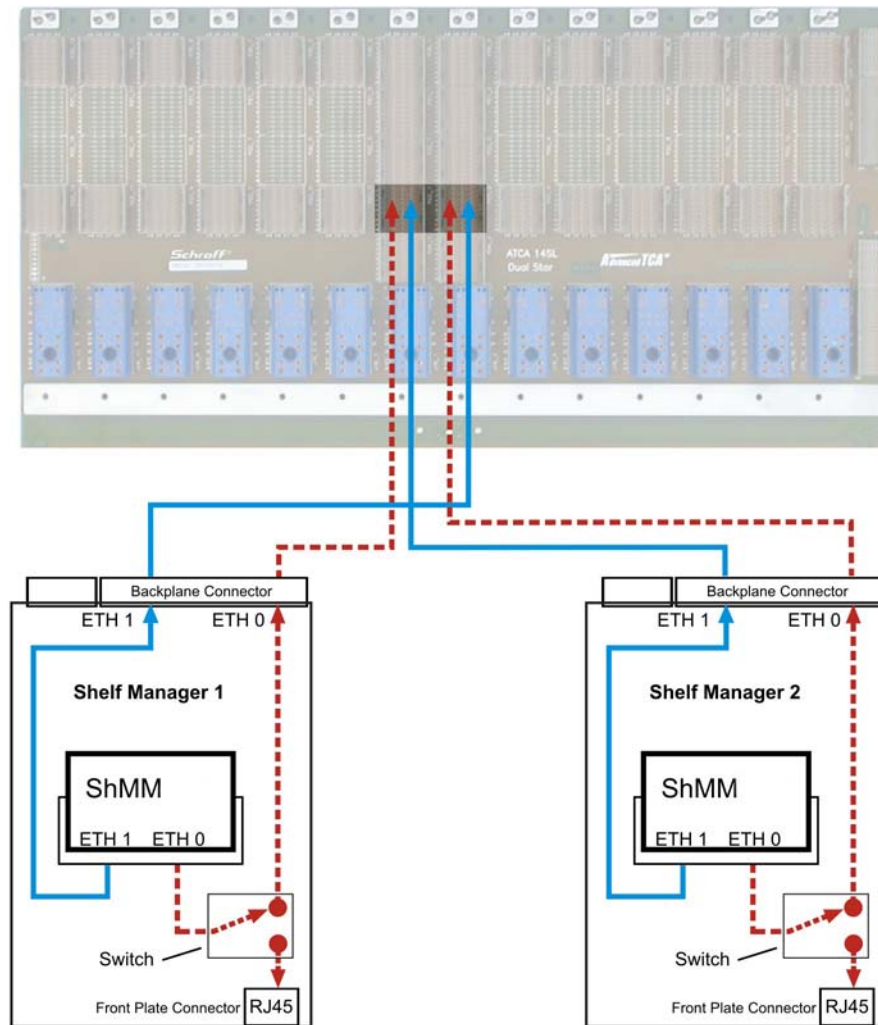 Schroff
ATCA 14SL
Dual Star
AdvancedTCA
Backplane Connector
ETH 1
ETH 0
Shelf Manager 1
ShMM
ETH 1 ETH 0
Switch
Front Plate Connector
RJ45
Backplane Connector
ETH 1
ETH 0
Shelf Manager 2
ShMM
ETH 1 ETH 0
Switch
Front Plate Connector
RJ45